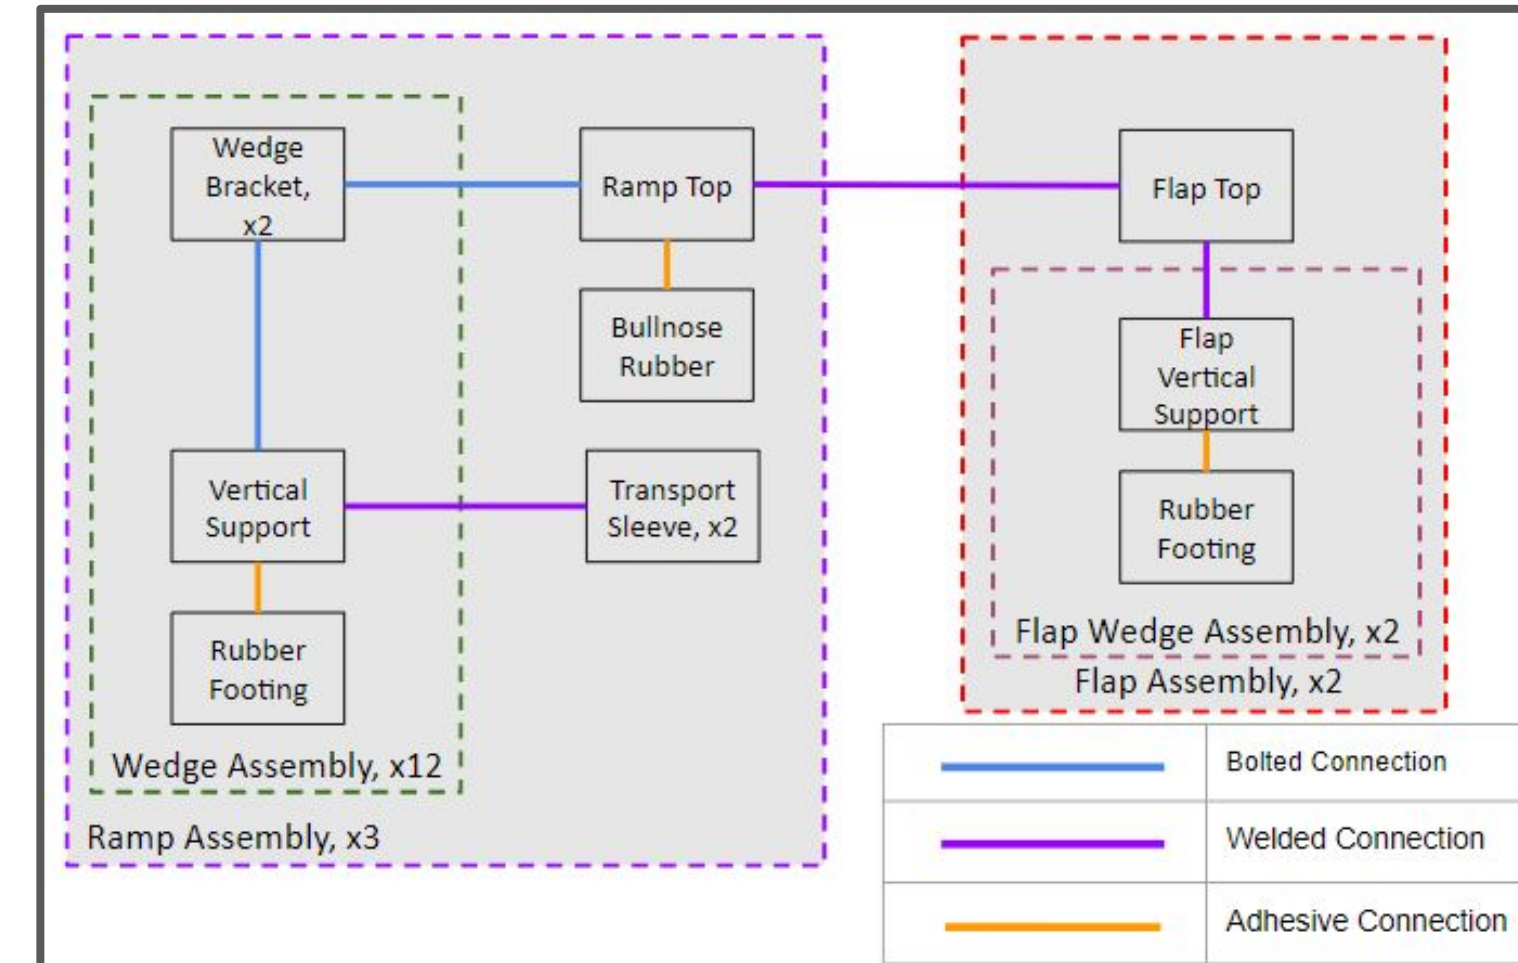 Wedge
Bracket,
x2
Ramp Top
Flap Top
Bullnose
Rubber
Flap
Vertical
Support
Vertical
Support
Transport
Sleeve, x2
Rubber
Footing
Rubber
Footing
Flap Wedge Assembly, x2
Flap Assembly, x2
Wedge Assembly, x12
Ramp Assembly, x3
Bolted Connection
Welded Connection
Adhesive Connection